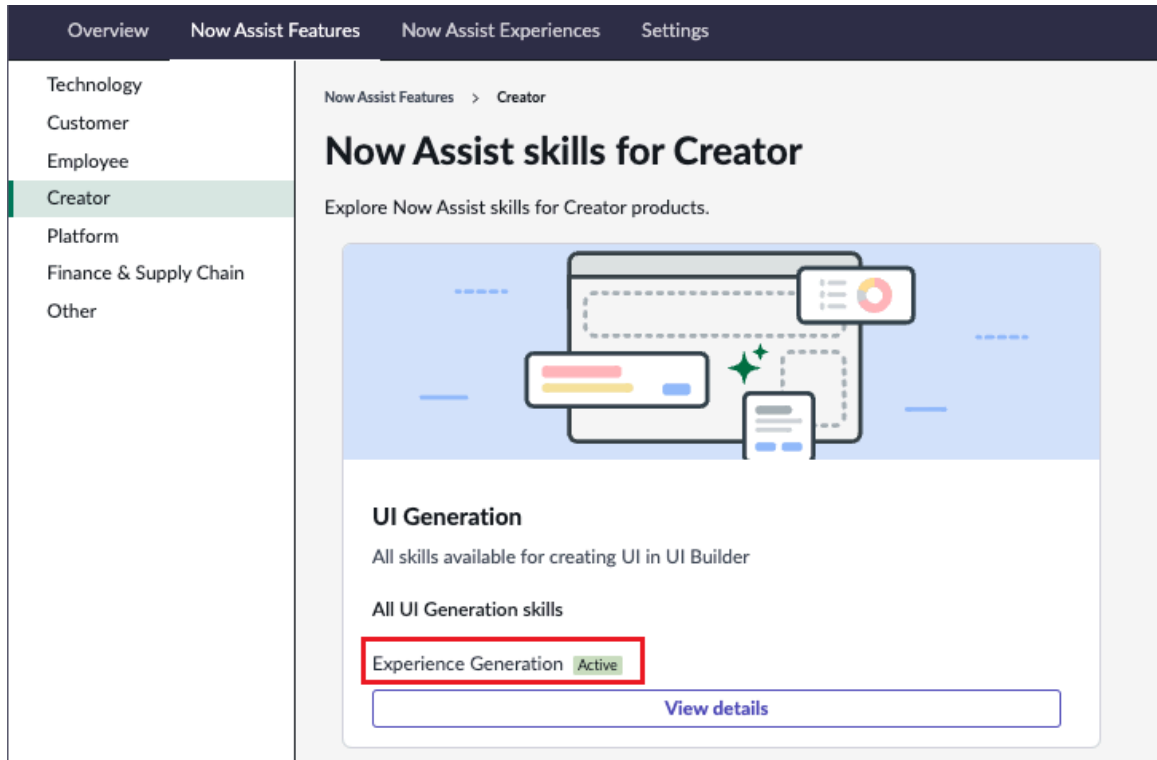 Overview Now Assist Features Now Assist Experiences Settings
Technology
Customer
Employee
Creator
Platform
Finance & Supply Chain
Other
Now Assist Features > Creator
Now Assist skills for Creator
Explore Now Assist skills for Creator products.
UI Generation
All skills available for creating UI in UI Builder
All UI Generation skills
Experience Generation Active
View details